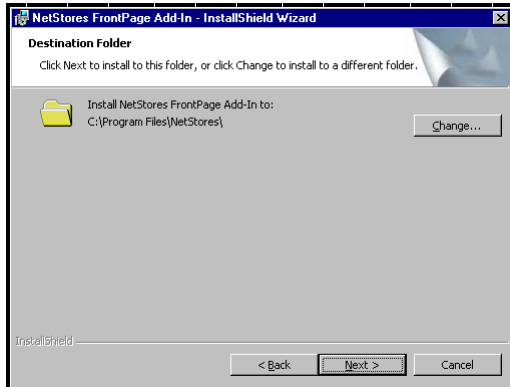 NetStores FrontPage Add-In - InstallShield Wizard
Destination Folder
Click Next to install to this folder, or click Change to install to a different folder.
Install NetStores FrontPage Add-In to:
C:\Program Files\NetStores\
Change...
InstallShield
< Back
Next >
Cancel